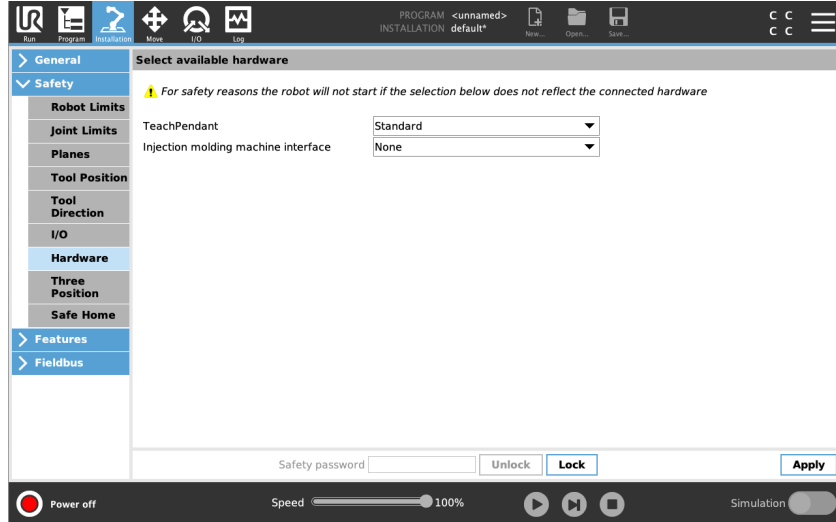 UR
Run
Program
Installation
Move
I/O
Log
PROGRAM <unnamed>
INSTALLATION default*
New...
Open...
Save...
C C
C C
General
Safety
Robot Limits
Joint Limits
Planes
Tool Position
Tool
Direction
I/O
Hardware
Three
Position
Safe Home
Features
Fieldbus
Select available hardware
For safety reasons the robot will not start if the selection below does not reflect the connected hardware
TeachPendant Standard
Injection molding machine interface None
Safety password Unlock Lock Apply
Power off Speed 100% Simulation